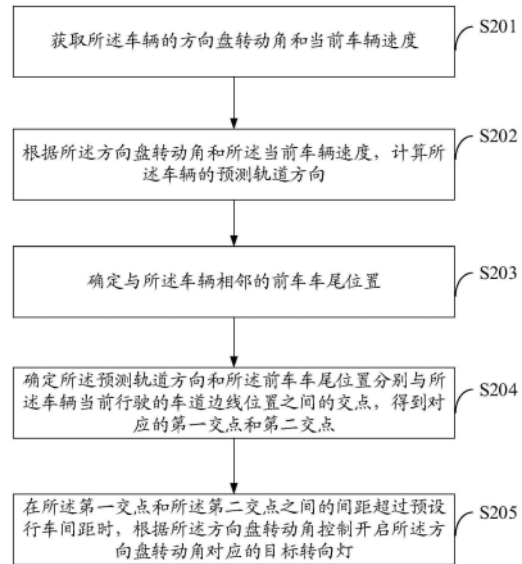 获取所述车辆的方向盘转动角和当前车辆速度
S201
根据所述方向盘转动角和所述当前车辆速度，计算所
述车辆的预测轨道方向
S202
确定与所述车辆相邻的前车车尾位置
S203
确定所述预测轨道方向和所述前车车尾位置分别与所
述车辆当前行驶的车道边线位置之间的交点，得到对
应的第一交点和第二交点
S204
在所述第一交点和所述第二交点之间的间距超过预设
行车间距时，根据所述方向盘转动角控制开启所述方
向盘转动角对应的目标转向灯
S205